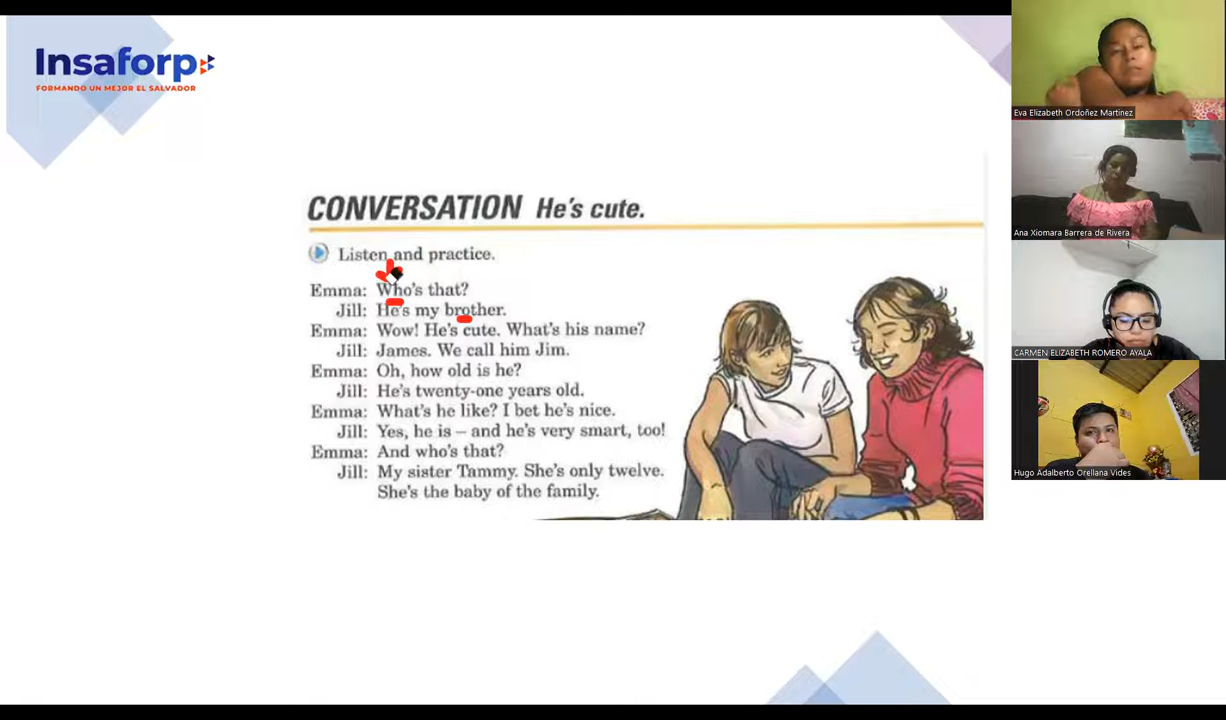 Insaforp
FORMANDO UN MEJOR EL SALVADOR
CONVERSATION He's cute.
Listen and practice.
Emma: Who's that?
Jill: He's my brother.
Emma: Wow! He's cute. What's his name?
Jill: James. We call him Jim.
Emma: Oh, how old is he?
Jill: He's twenty-one years old.
Emma: What's he like? I bet he's nice.
Jill: Yes, he is – and he's very smart, too!
Emma: And who's that?
Jill: My sister Tammy. She's only twelve.
She's the baby of the family.
Eva Elizabeth Ordoñez Martinez
Ana Xiomara Barrera de Rivera
CARMEN ELIZABETH ROMERO AYALA
Hugo Adalberto Orellana Vides